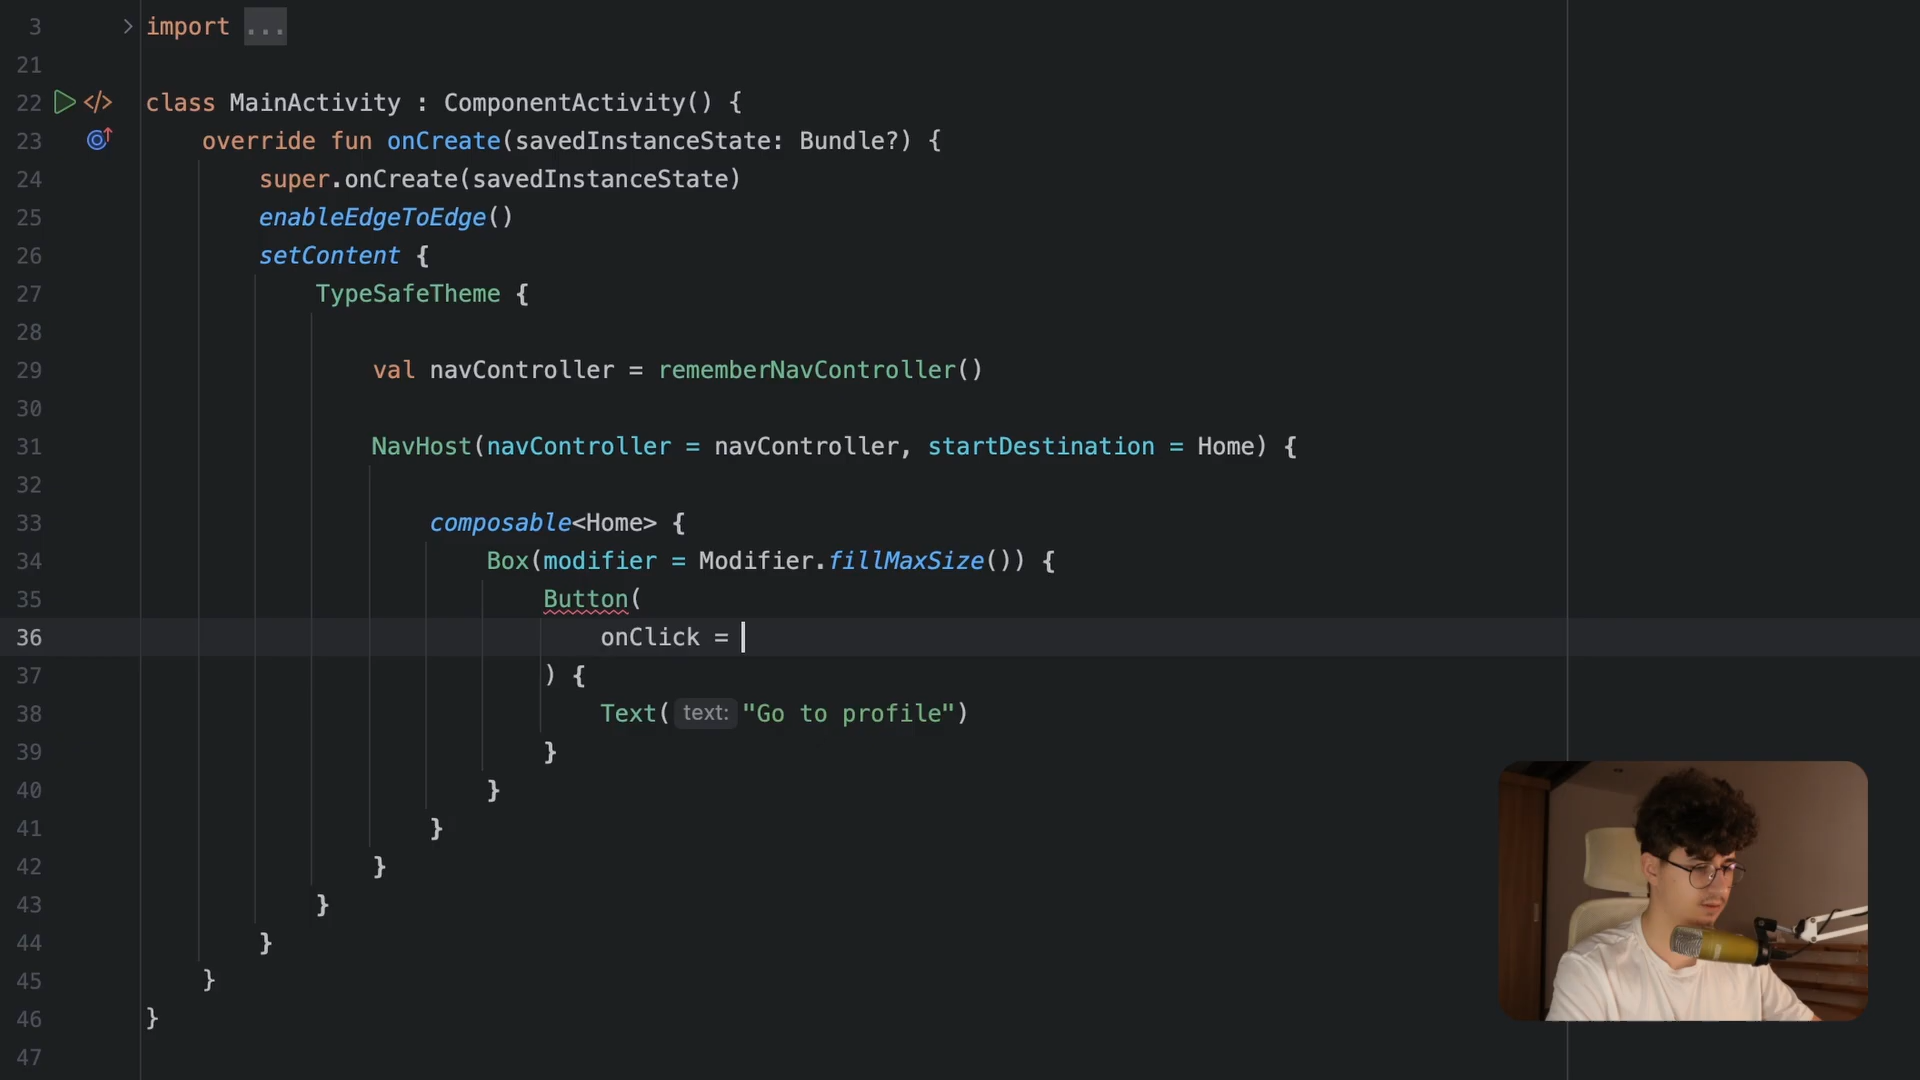 3 import ...
21
22 </> class MainActivity : ComponentActivity() {
23 override fun onCreate(savedInstanceState: Bundle?) {
24 super.onCreate(savedInstanceState)
25 enableEdgeToEdge()
26 setContent {
27 TypeSafeTheme {
28
29 val navController = rememberNavController()
30
31 NavHost(navController = navController, startDestination = Home) {
32
33 composable<Home> {
34 Box(modifier = Modifier.fillMaxSize()) {
35 Button(
36 onClick =
37 ) {
38 Text( text: "Go to profile")
39 }
40 }
41 }
42 }
43 }
44 }
45 }
46 }
47